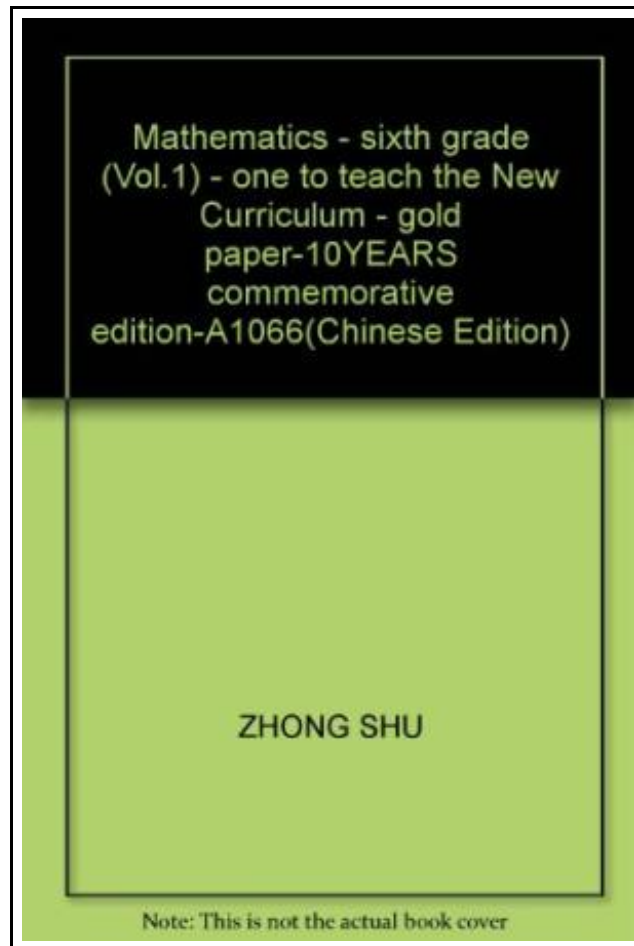 Mathematics - sixth grade
(Vol.1) - one to teach the New
Curriculum - gold
paper-10YEARS
commemorative
edition-A1066(Chinese Edition)
ZHONG SHU
Note: This is not the actual book cover